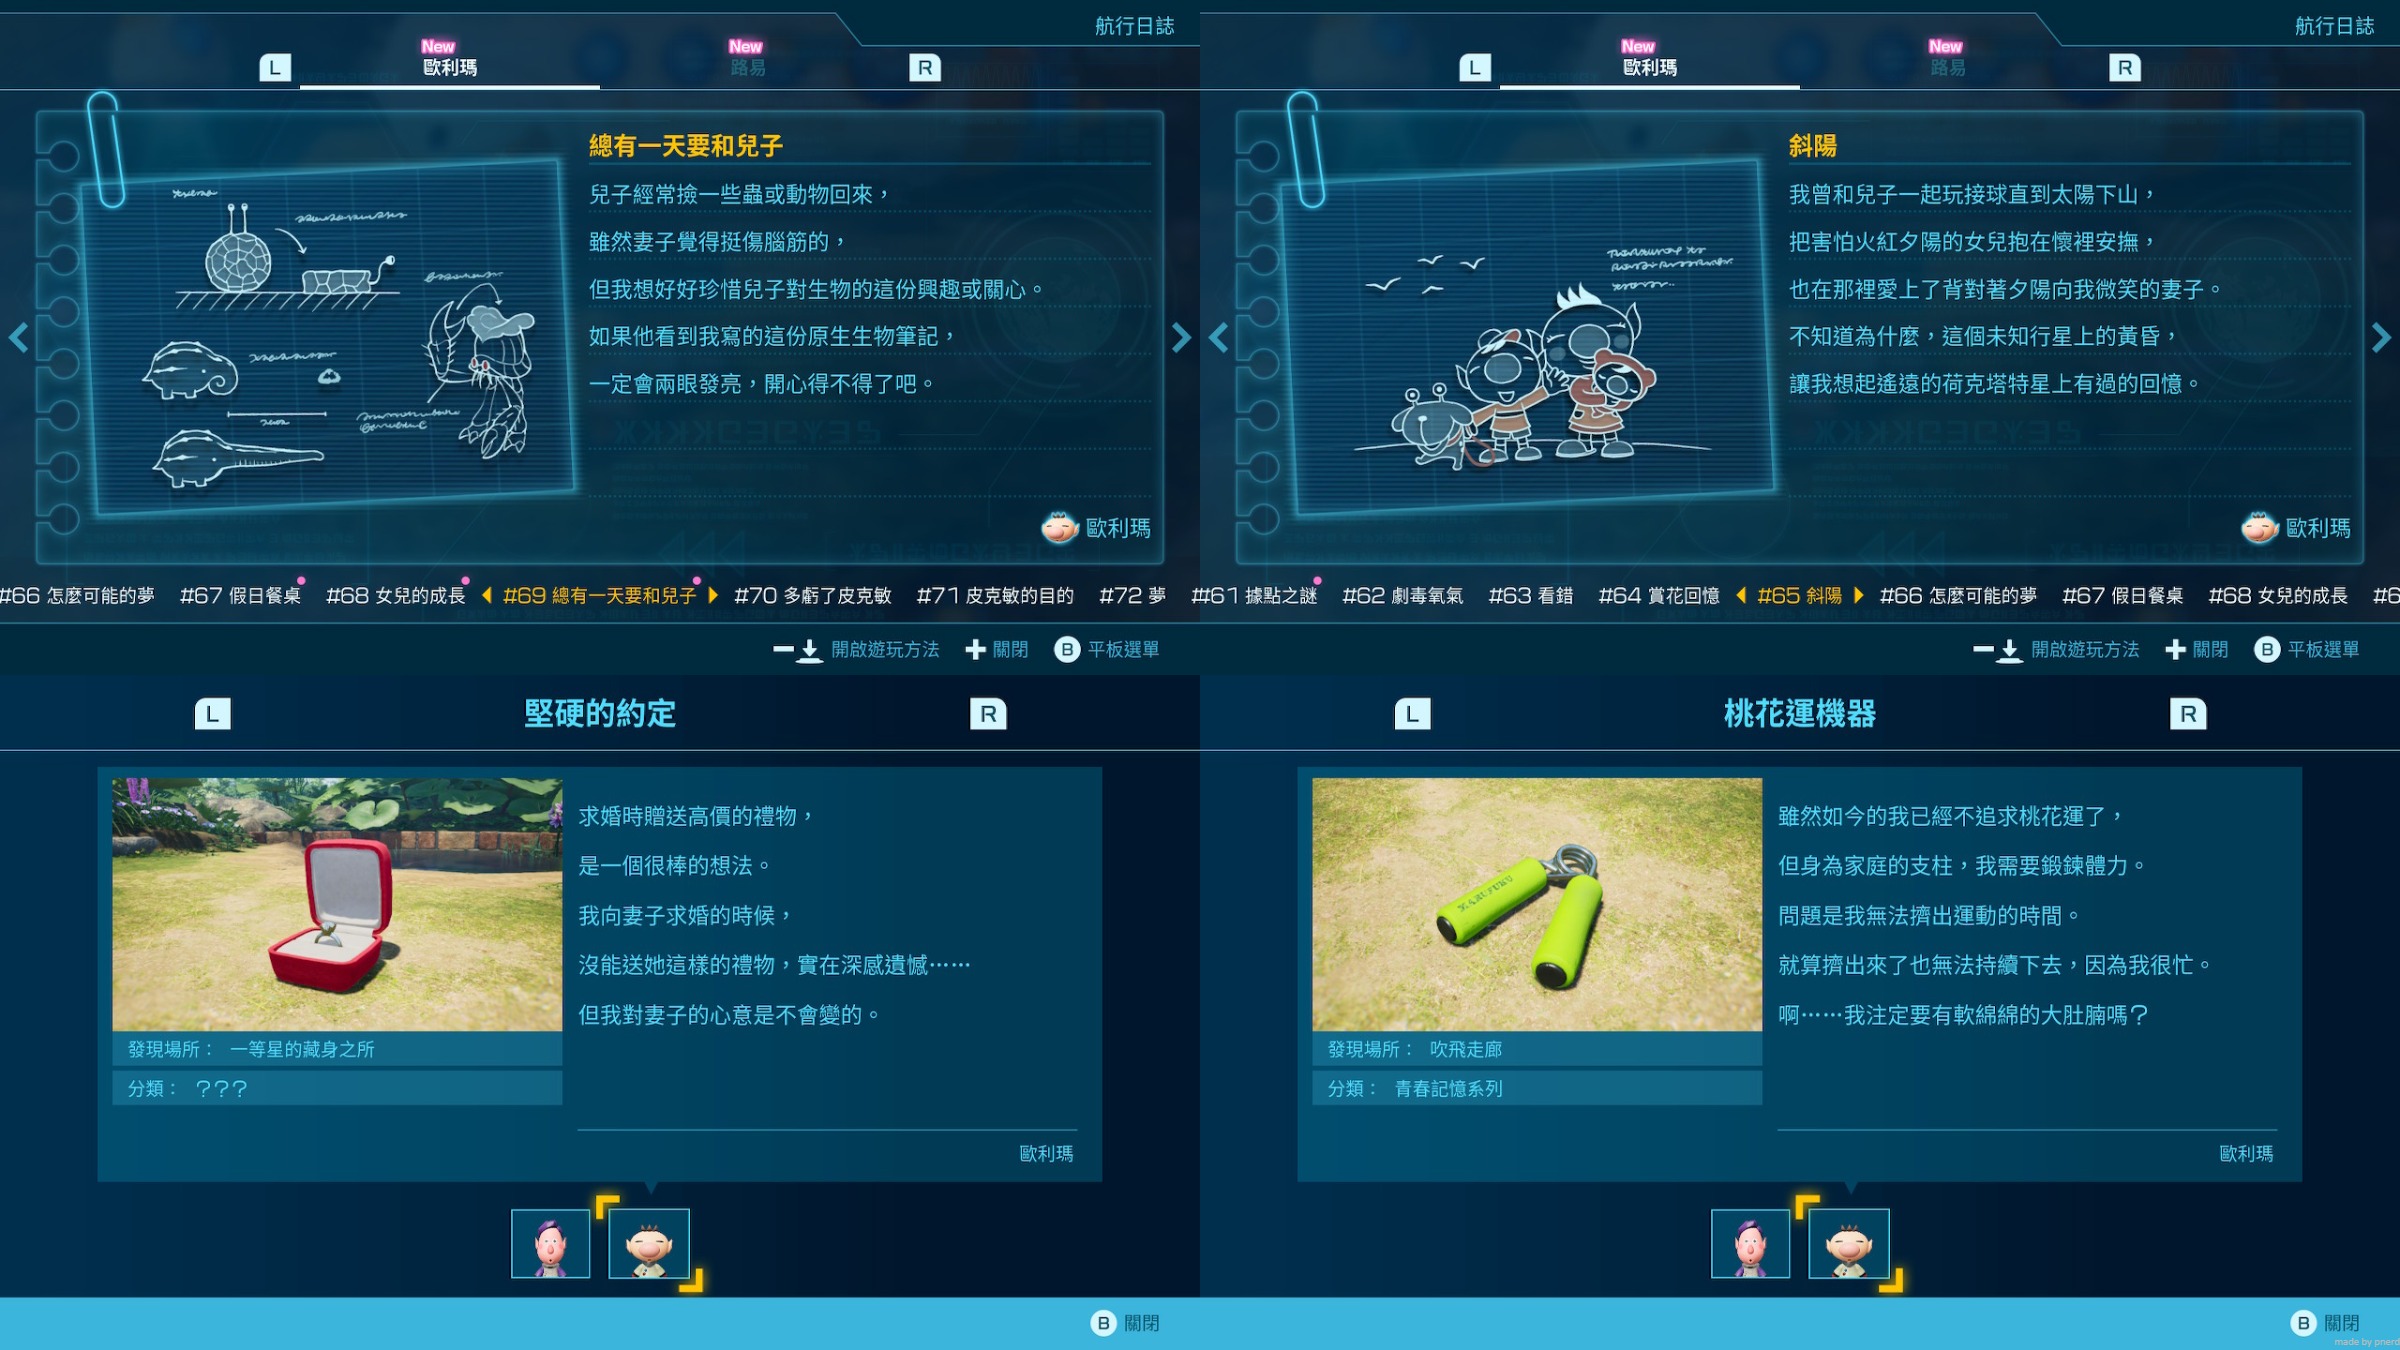 航行日誌
L
New
歐利瑪
New
路易
R
總有一天要和兒子
兒子經常撿一些蟲或動物回來，
雖然妻子覺得挺傷腦筋的，
但我想好好珍惜兒子對生物的這份興趣或關心。
如果他看到我寫的這份原生生物筆記，
一定會兩眼發亮，開心得不得了吧。
歐利瑪
#66 怎麼可能的夢
#67 假日餐桌
#68 女兒的成長
#69 總有一天要和兒子
#70 多虧了皮克敏
#71 皮克敏的目的
#72 夢
開啟遊玩方法
關閉
B 平板選單
航行日誌
L
New
歐利瑪
New
路易
R
斜陽
我曾和兒子一起玩接球直到太陽下山，
把害怕火紅夕陽的女兒抱在懷裡安撫，
也在那裡愛上了背對著夕陽向我微笑的妻子。
不知道為什麼，這個未知行星上的黃昏，
讓我想起遙遠的荷克塔特星上有過的回憶。
歐利瑪
#61 據點之謎
#62 劇毒氧氣
#63 看錯
#64 賞花回憶
#65 斜陽
#66 怎麼可能的夢
#67 假日餐桌
#68 女兒的成長
開啟遊玩方法
關閉
B 平板選單
L
堅硬的約定
R
求婚時贈送高價的禮物，
是一個很棒的想法。
我向妻子求婚的時候，
沒能送她這樣的禮物，實在深感遺憾……
但我對妻子的心意是不會變的。
發現場所： 一等星的藏身之所
分類： ？？？
歐利瑪
B 關閉
L
桃花運機器
R
雖然如今的我已經不追求桃花運了，
但身為家庭的支柱，我需要鍛鍊體力。
問題是我無法擠出運動的時間。
就算擠出來了也無法持續下去，因為我很忙。
啊……我注定要有軟綿綿的大肚腩嗎？
發現場所： 吹飛走廊
分類： 青春記憶系列
歐利瑪
B 關閉